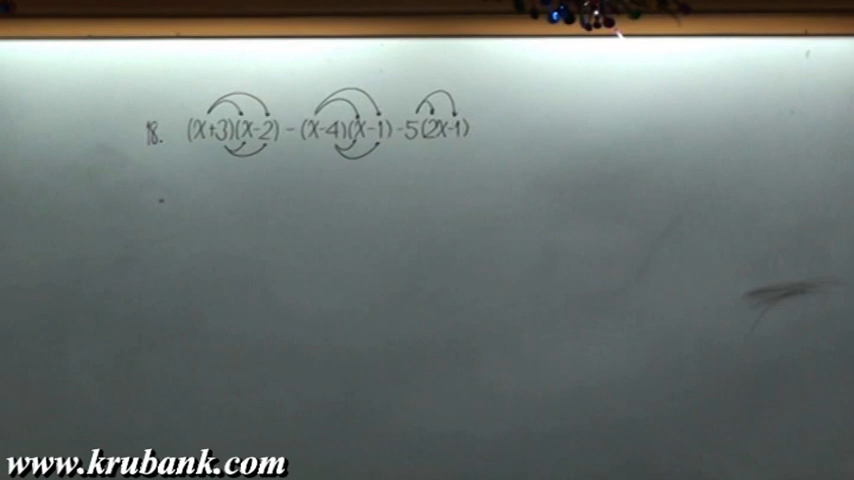 18. (x+3)(x-2) - (x-4)(x-1) - 5(2x-1)
www.krubank.com